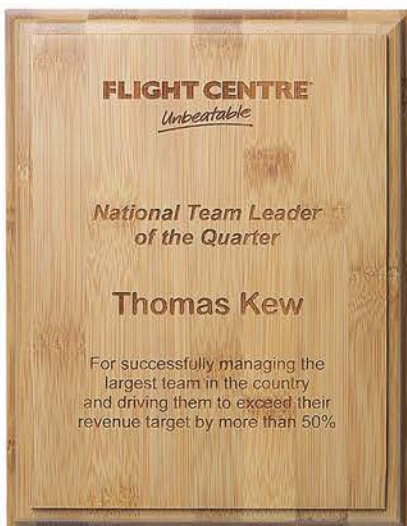 FLIGHT CENTRE
Unbeatable
National Team Leader
of the Quarter
Thomas Kew
For successfully managing the
largest team in the country
and driving them to exceed their
revenue target by more than 50%